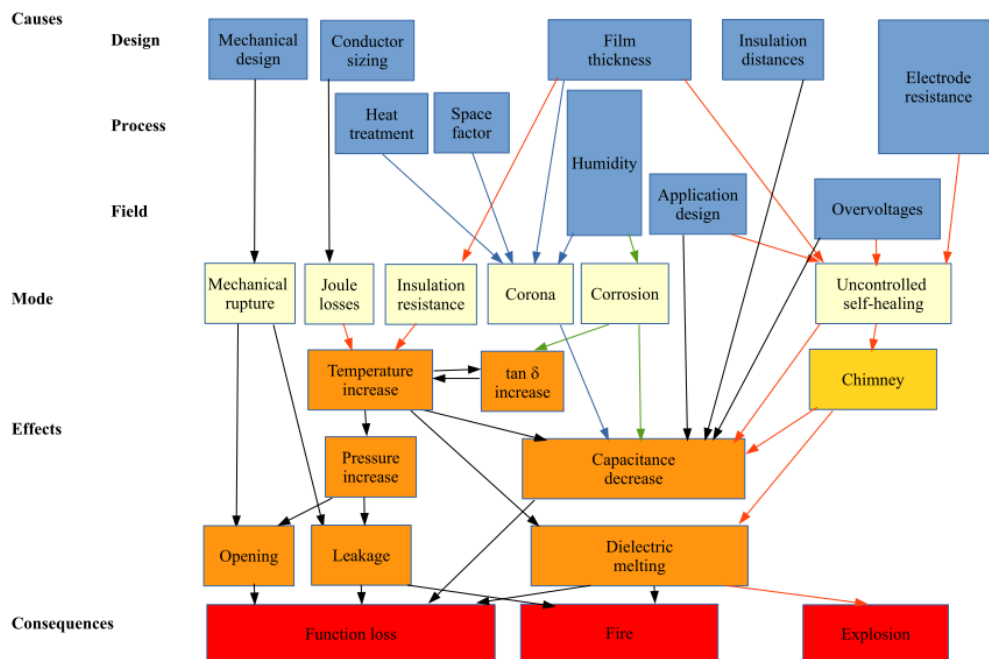 Causes
Design
Mechanical
design
Conductor
sizing
Film
thickness
Insulation
distances
Electrode
resistance
Process
Heat
treatment
Space
factor
Humidity
Field
Application
design
Overvoltages
Mode
Mechanical
rupture
Joule
losses
Insulation
resistance
Corona
Corrosion
Uncontrolled
self-healing
Temperature
increase
tan δ
increase
Chimney
Effects
Pressure
increase
Capacitance
decrease
Opening
Leakage
Dielectric
melting
Consequences
Function loss
Fire
Explosion